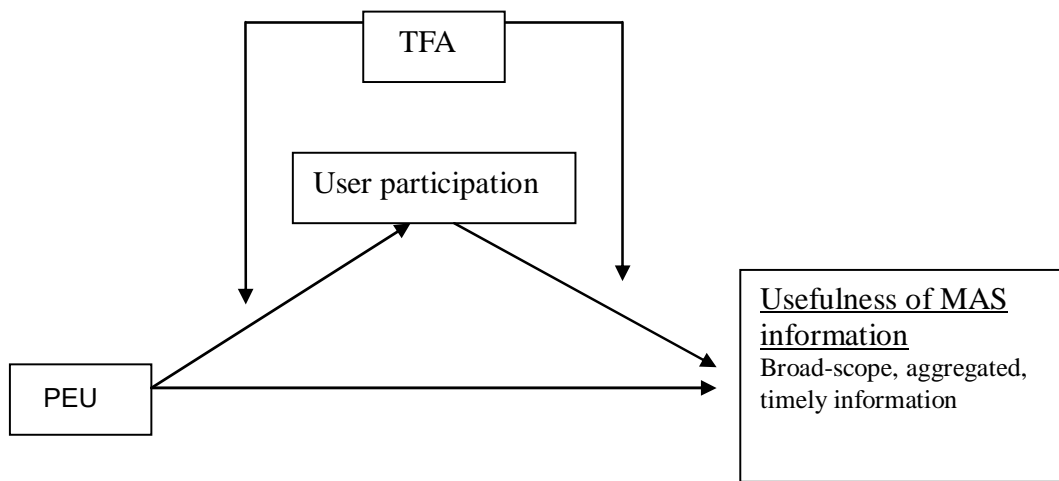 TFA
User participation
Usefulness of MAS
information
Broad-scope, aggregated,
timely information
PEU